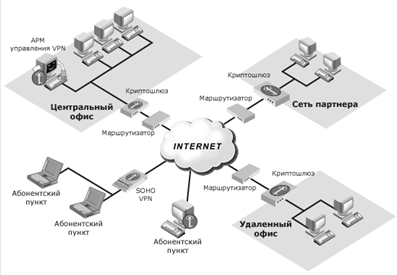 АРМ
управления VPN
Криптошлюз
Центральный
офис
Маршрутизатор
Криптошлюз
Маршрутизатор
Сеть партнера
INTERNET
Абонентский
пункт
Абонентский
пункт
SOHO
VPN
Абонентский
пункт
Маршрутизатор
Криптошлюз
Удаленный
офис